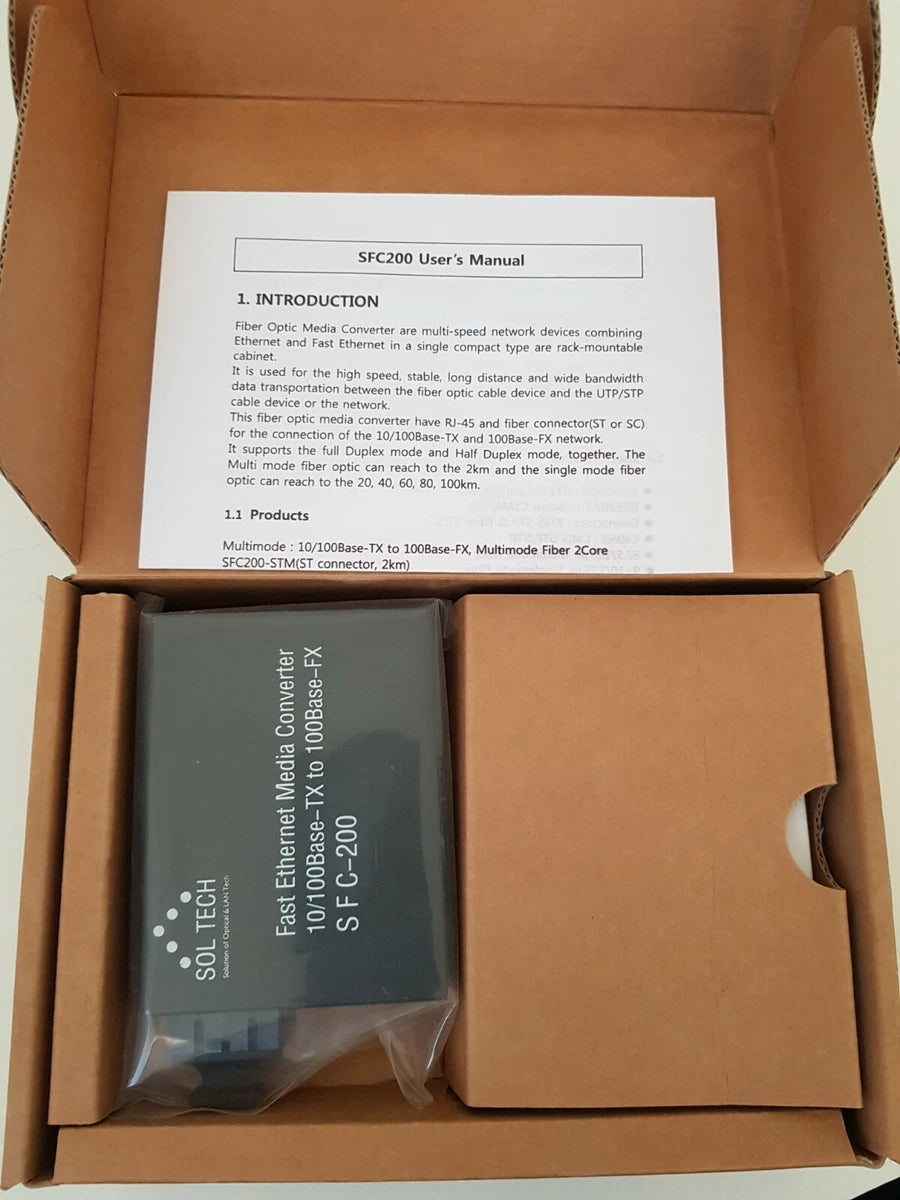 SFC200 User's Manual
1. INTRODUCTION
Fiber Optic Media Converter are multi-speed network devices combining
Ethernet and Fast Ethernet in a single compact type are rack-mountable
cabinet.
It is used for the high speed, stable, long distance and wide bandwidth
data transportation between the fiber optic cable device and the UTP/STP
cable device or the network.
This fiber optic media converter have RJ-45 and fiber connector(ST or SC)
for the connection of the 10/100Base-TX and 100Base-FX network.
It supports the full Duplex mode and Half Duplex mode, together. The
Multi mode fiber optic can reach to the 2km and the single mode fiber
optic can reach to the 20, 40, 60, 80, 100km.
1.1 Products
Multimode : 10/100Base-TX to 100Base-FX, Multimode Fiber 2Core
SFC200-STM(ST connector, 2km)
SOL TECH
Solution of Optical & LAN Tech
Fast Ethernet Media Converter
10/100Base-TX to 100Base-FX
SFC-200